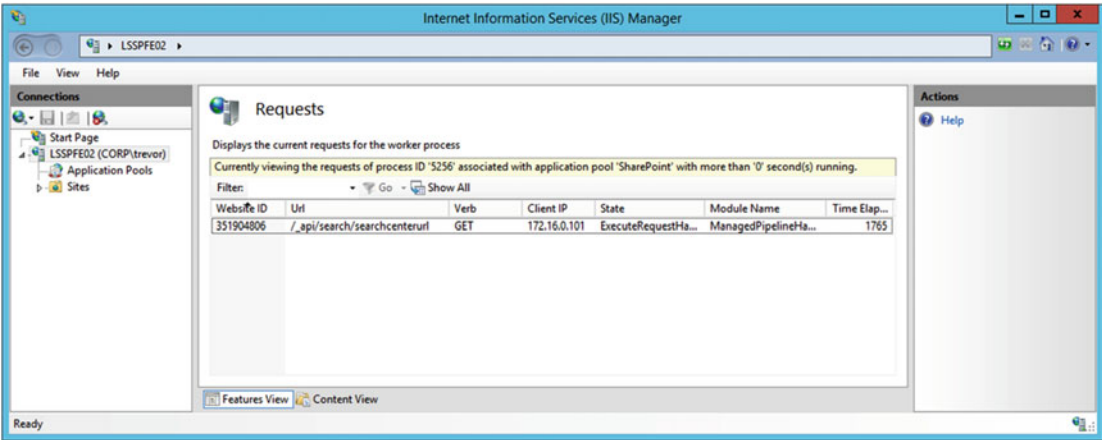 Internet Information Services (IIS) Manager
LSSPFE02
File View Help
Connections
Start Page
LSSPFE02 (CORP\trevor)
Application Pools
Sites
Requests
Displays the current requests for the worker process
Currently viewing the requests of process ID '5256' associated with application pool 'SharePoint' with more than '0' second(s) running.
Filter: Go Show All
Website ID Url Verb Client IP State Module Name Time Elap...
351904806 /_api/search/searchcenterurl GET 172.16.0.101 ExecuteRequestHa... ManagedPipelineHa... 1765
Features View Content View
Actions
Help
Ready